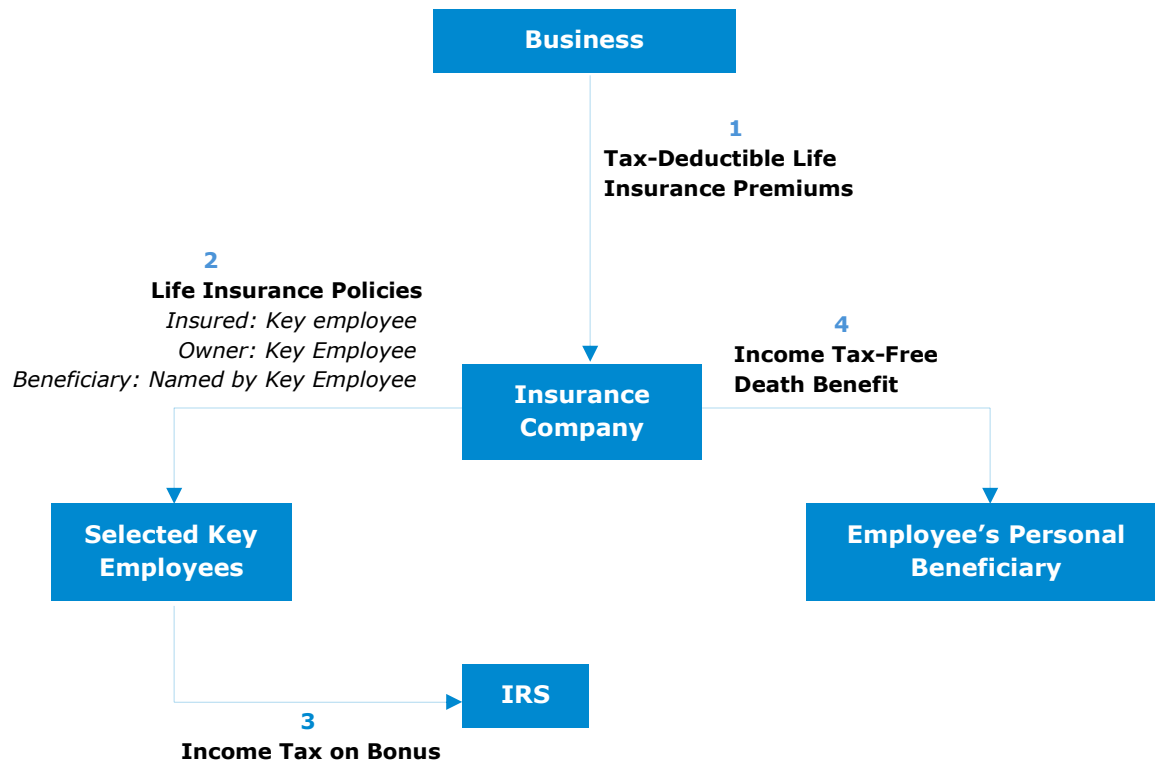 Business
1
Tax-Deductible Life
Insurance Premiums
2
Life Insurance Policies
Insured: Key employee
Owner: Key Employee
Beneficiary: Named by Key Employee
4
Income Tax-Free
Death Benefit
Insurance
Company
Selected Key
Employees
Employee’s Personal
Beneficiary
IRS
3
Income Tax on Bonus